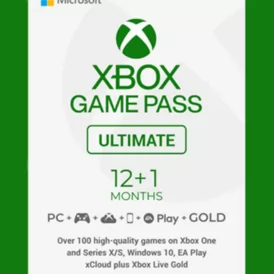 Microsoft
XBOX
GAME PASS
ULTIMATE
12+1
MONTHS
PC + + + + EA Play + GOLD
Over 100 high-quality games on Xbox One
and Series X/S, Windows 10, EA Play
xCloud plus Xbox Live Gold